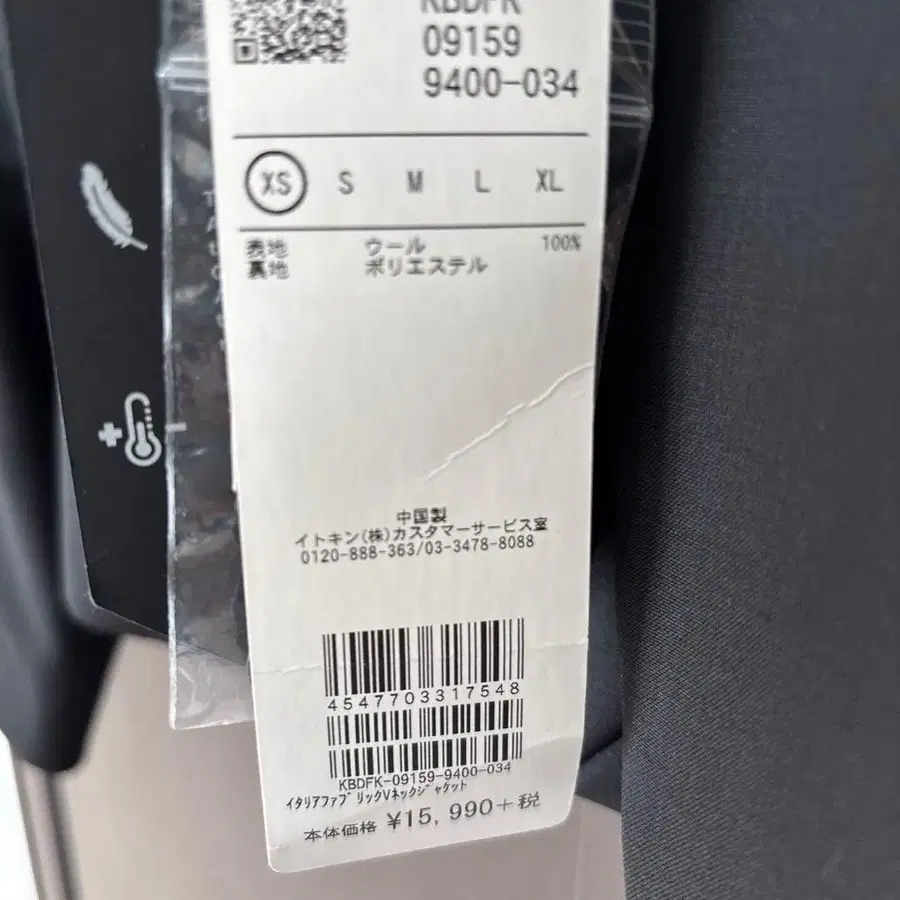 KBDFK
09159
9400-034
XS S M L XL
表地 ウール 100%
裏地 ポリエステル
中国製
イトキン(株)カスタマーサービス室
0120-888-363/03-3478-8088
4547703317548
KBDFK-09159-9400-034
ｲﾀﾘｱﾌｧﾌﾞﾘｯｸVﾈｯｸｼﾞｬｹｯﾄ
本体価格 ¥15,990+税